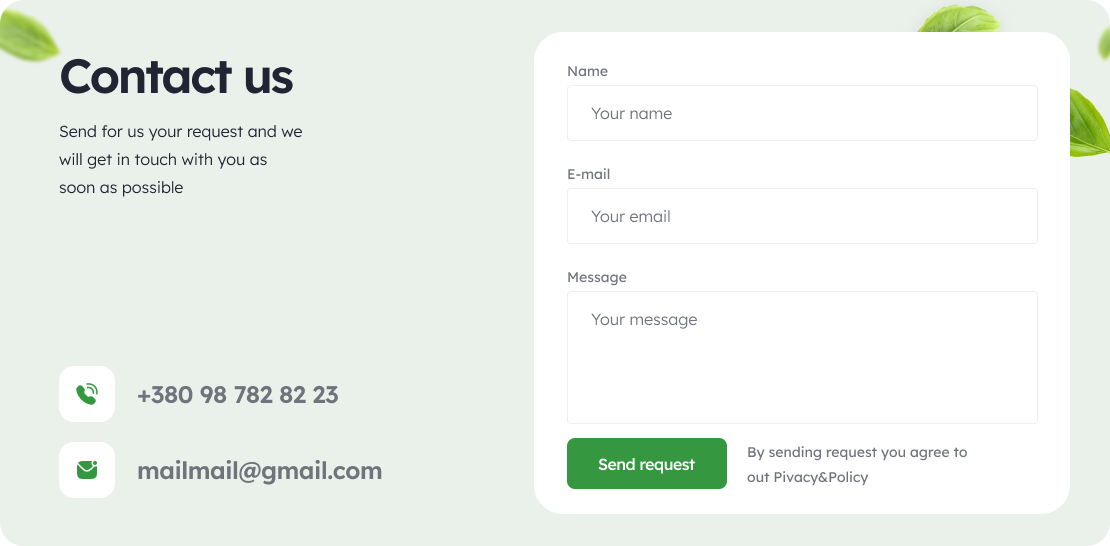 Contact us
Send for us your request and we
will get in touch with you as
soon as possible
+380 98 782 82 23
mailmail@gmail.com
Name
Your name
E-mail
Your email
Message
Your message
Send request
By sending request you agree to
out Pivacy&Policy